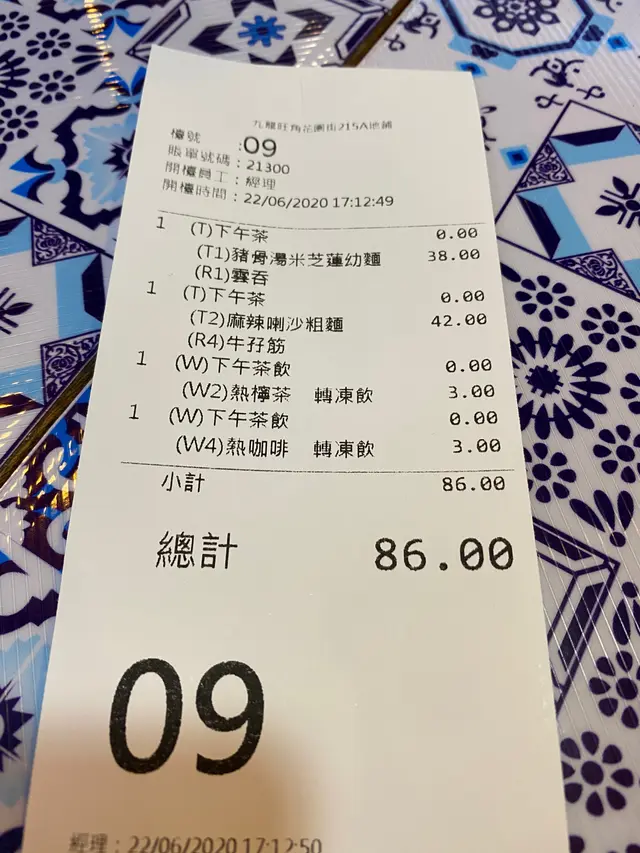 九龍旺角花園街215A地舖
檯號 :09
賬單號碼：21300
開檯員工：經理
開檯時間：22/06/2020 17:12:49
1 (T)下午茶 0.00
(T1)豬骨湯米芝蓮幼麵 38.00
(R1)雲吞
1 (T)下午茶 0.00
(T2)麻辣喇沙粗麵 42.00
(R4)牛孖筋
1 (W)下午茶飲 0.00
(W2)熱檸茶 轉凍飲 3.00
1 (W)下午茶飲 0.00
(W4)熱咖啡 轉凍飲 3.00
小計 86.00
總計 86.00
09
經理：22/06/2020 17:12:50